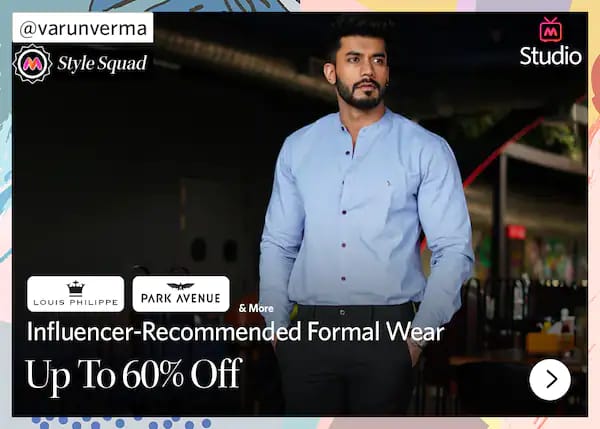 @varunverma
Style Squad
Studio
LOUIS PHILIPPE
PARK AVENUE
& More
Influencer-Recommended Formal Wear
Up To 60% Off